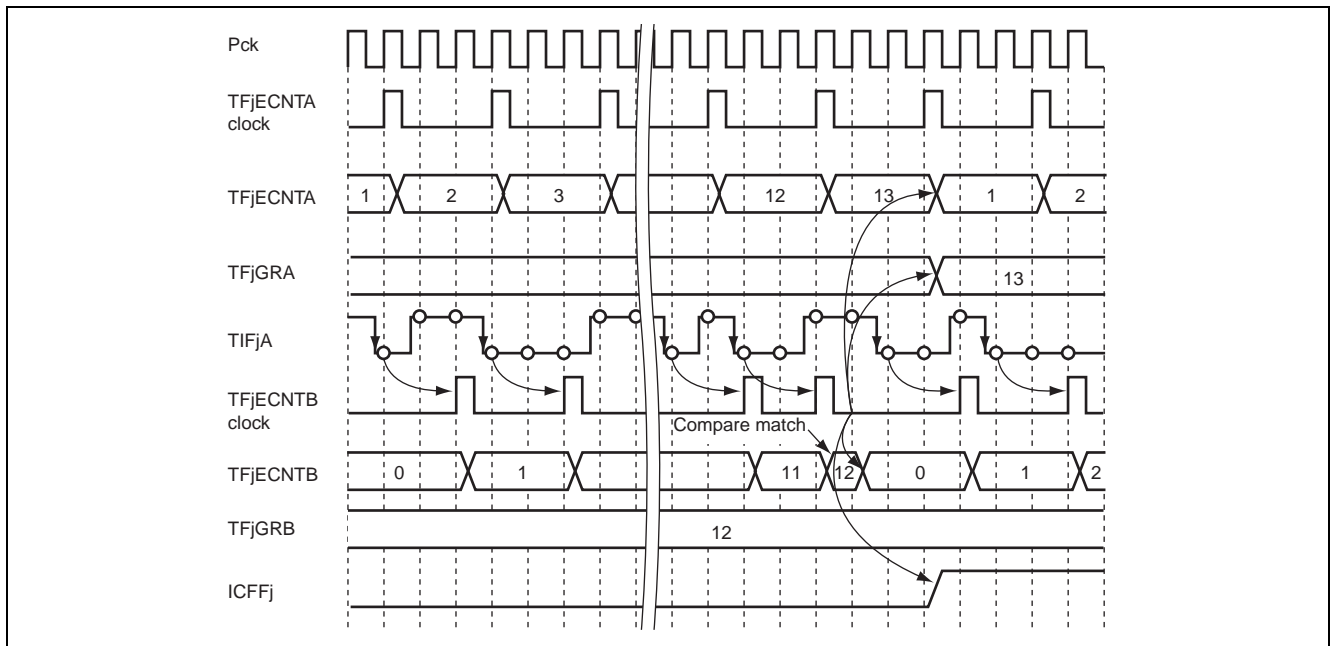 Pck
TFjECNTA
clock
TFjECNTA
1 2 3 12 13 1 2
TFjGRA
13
TIFjA
TFjECNTB
clock
Compare match
TFjECNTB
0 1 11 12 0 1 2
TFjGRB
12
ICFFj